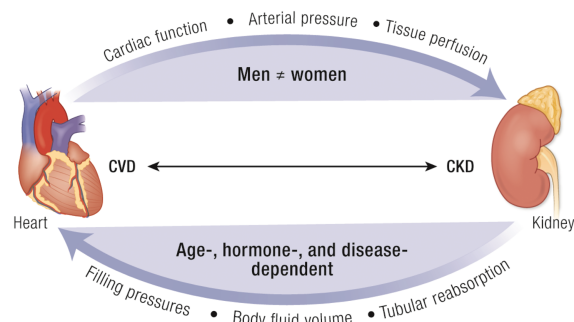 Cardiac function • Arterial pressure • Tissue perfusion
Men ≠ women
CVD
CKD
Heart
Kidney
Age-, hormone-, and disease-
dependent
Filling pressures • Body fluid volume • Tubular reabsorption